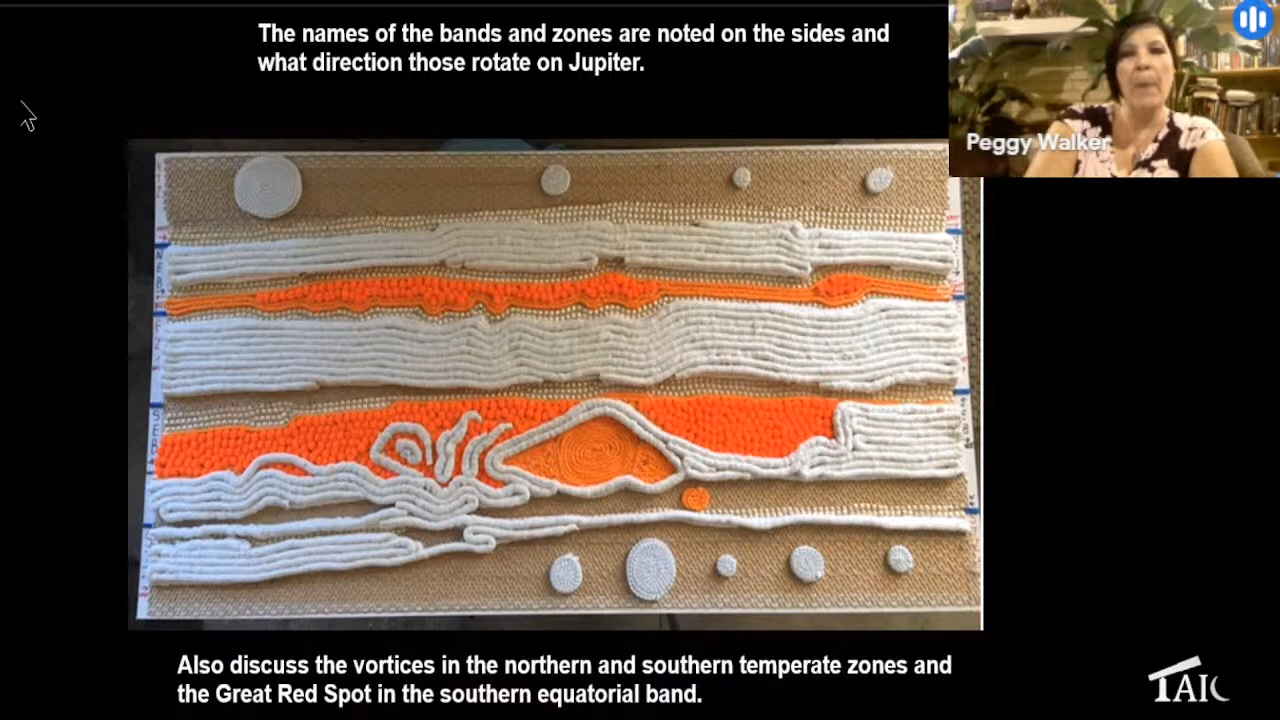 The names of the bands and zones are noted on the sides and
what direction those rotate on Jupiter.
Peggy Walker
Also discuss the vortices in the northern and southern temperate zones and
the Great Red Spot in the southern equatorial band.
TAIC